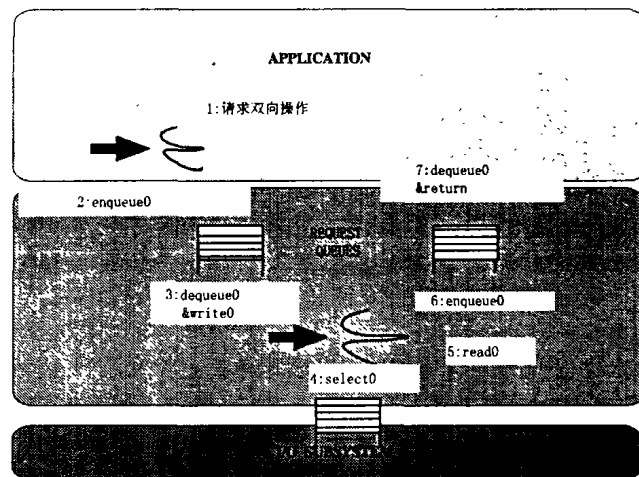 APPLICATION
1:请求双向操作
7:dequeue0
&return
2:enqueue0
REQUEST
QUEUES
3:dequeue0
&write0
6:enqueue0
5:read0
4:select0
I/O SUBSYSTEM